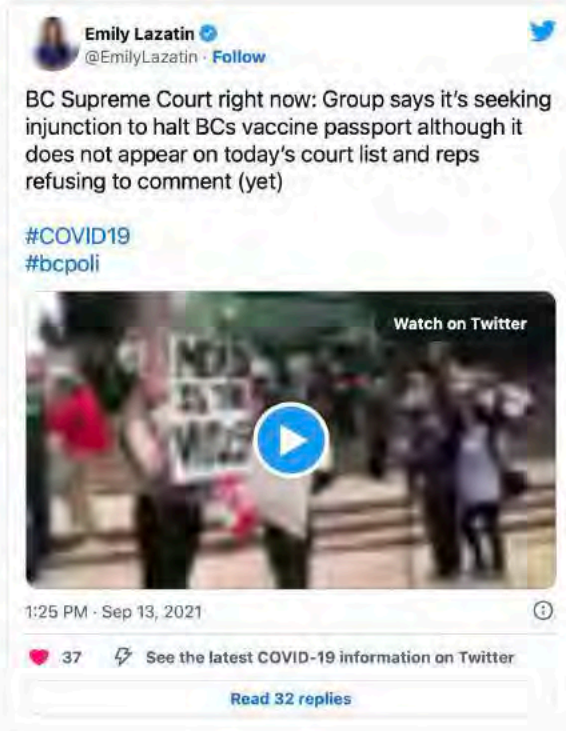 Emily Lazatin
@EmilyLazatin · Follow
BC Supreme Court right now: Group says it's seeking
injunction to halt BCs vaccine passport although it
does not appear on today's court list and reps
refusing to comment (yet)
#COVID19
#bcpoli
Watch on Twitter
1:25 PM · Sep 13, 2021
37 See the latest COVID-19 information on Twitter
Read 32 replies